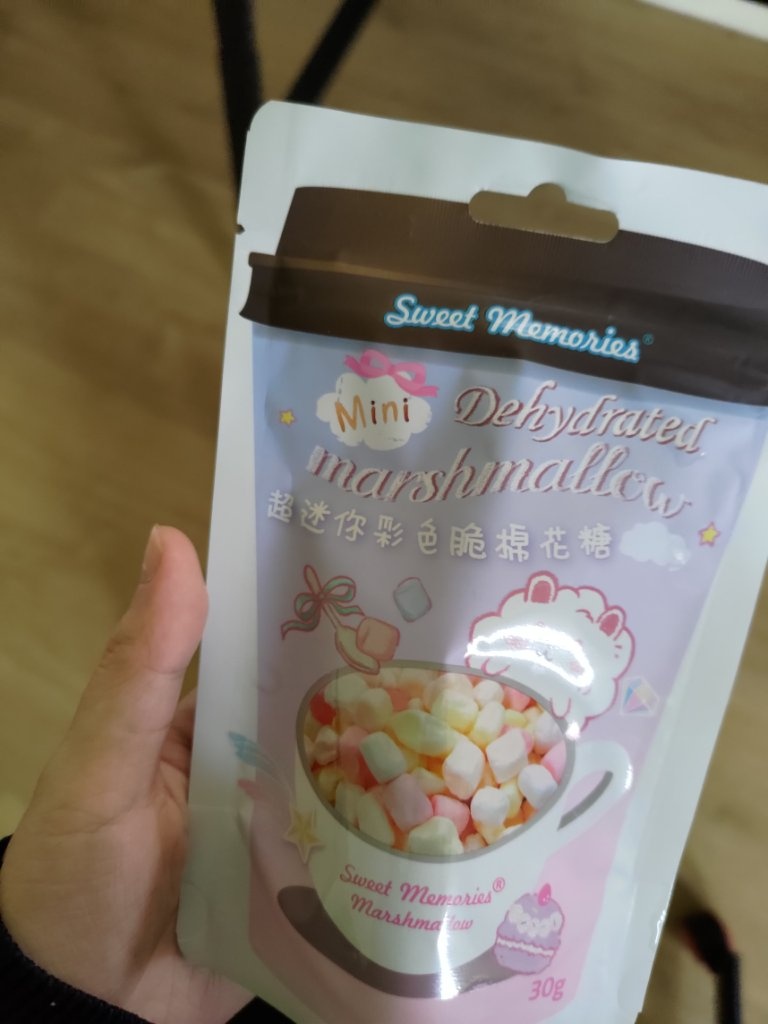 Sweet Memories®
Mini
Dehydrated
marshmallow
超迷你彩色脆棉花糖
Sweet Memories®
Marshmallow
30g